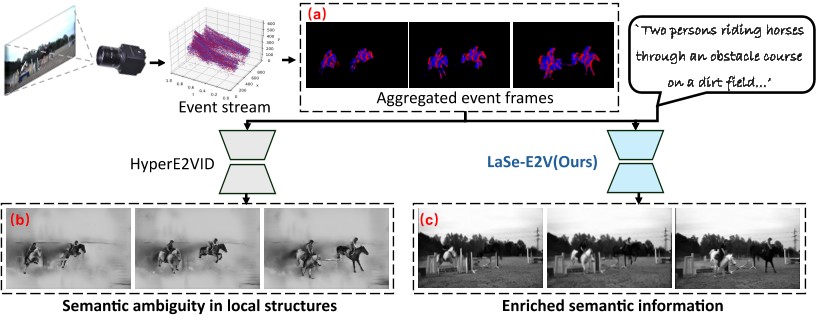 (a)
`Two persons riding horses
through an obstacle course
on a dirt field...'
Event stream
Aggregated event frames
HyperE2VID
LaSe-E2V(Ours)
(b)
(c)
Semantic ambiguity in local structures
Enriched semantic information